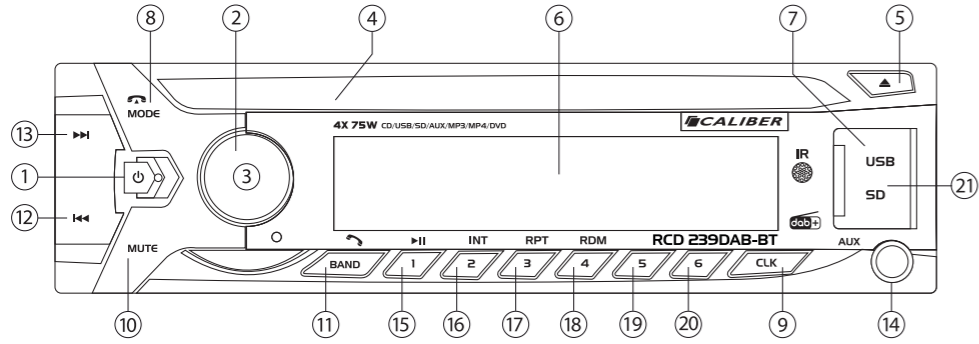 8 2 4 6 7 5
MODE
13
4X 75W CD/USB/SD/AUX/MP3/MP4/DVD
CALIBER
IR
USB
1
3
21
SD
12
dab+
MUTE
INT RPT RDM RCD 239DAB-BT AUX
BAND 1 2 3 4 5 6 CLK
10 11 15 16 17 18 19 20 9 14